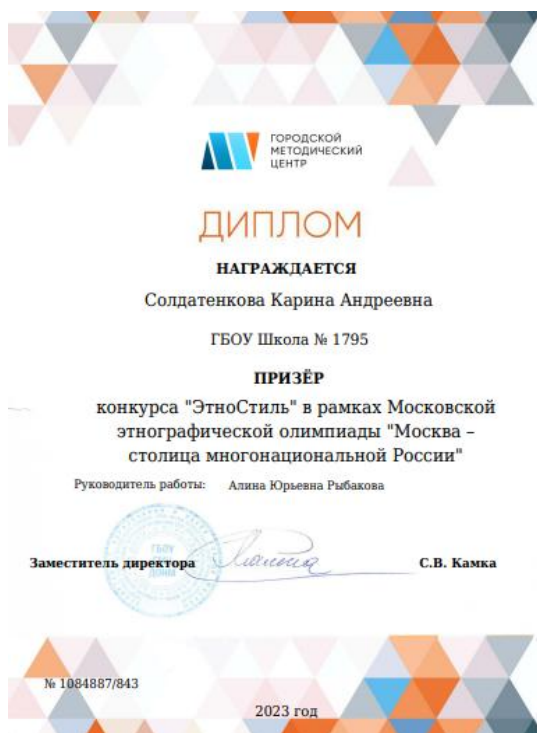 ГОРОДСКОЙ
МЕТОДИЧЕСКИЙ
ЦЕНТР
ДИПЛОМ
НАГРАЖДАЕТСЯ
Солдатенкова Карина Андреевна
ГБОУ Школа № 1795
ПРИЗЁР
конкурса "ЭтноСтиль" в рамках Московской
этнографической олимпиады "Москва –
столица многонациональной России"
Руководитель работы: Алина Юрьевна Рыбакова
ГБОУ
Заместитель директора С.В. Камка
№ 1084887/843
2023 год